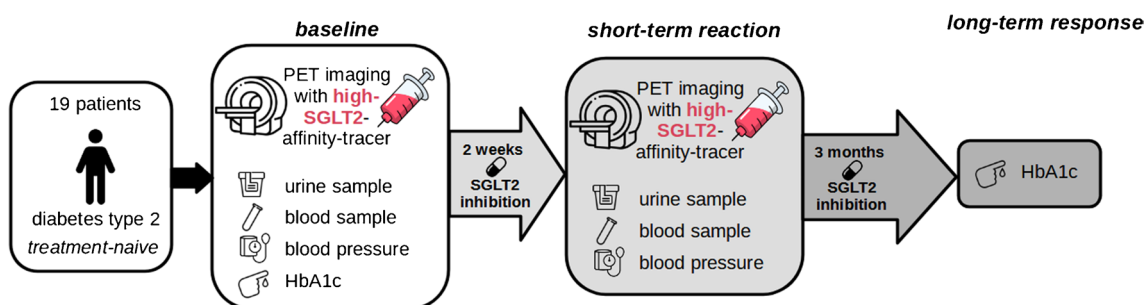 19 patients
diabetes type 2
treatment-naive
baseline
PET imaging
with high-
SGLT2-
affinity-tracer
urine sample
blood sample
blood pressure
HbA1c
2 weeks
SGLT2
inhibition
short-term reaction
PET imaging
with high-
SGLT2-
affinity-tracer
urine sample
blood sample
blood pressure
3 months
SGLT2
inhibition
long-term response
HbA1c